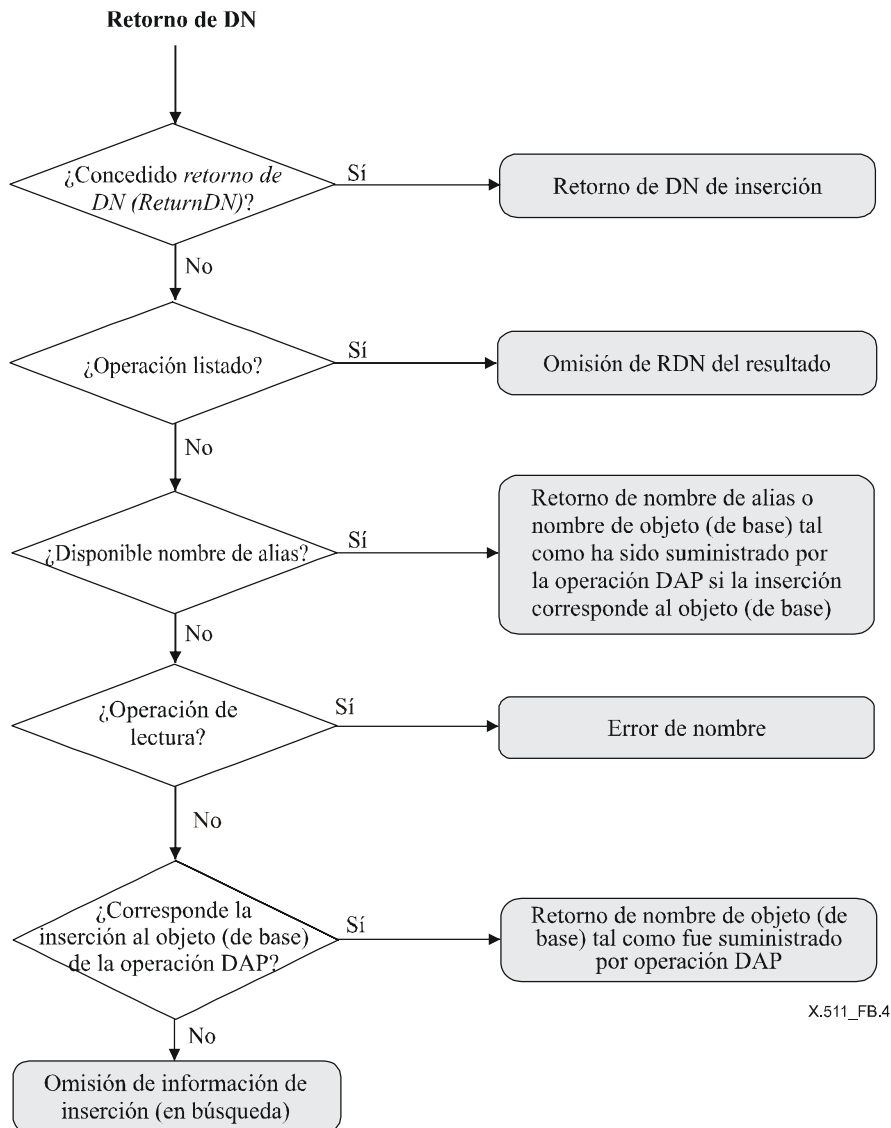 Retorno de DN
¿Concedido retorno de
DN (ReturnDN)?
Sí
Retorno de DN de inserción
No
¿Operación listado?
Sí
Omisión de RDN del resultado
No
¿Disponible nombre de alias?
Sí
Retorno de nombre de alias o
nombre de objeto (de base) tal
como ha sido suministrado por
la operación DAP si la inserción
corresponde al objeto (de base)
No
¿Operación de
lectura?
Sí
Error de nombre
No
¿Corresponde la
inserción al objeto (de base)
de la operación DAP?
Sí
Retorno de nombre de objeto (de
base) tal como fue suministrado
por operación DAP
X.511_FB.4
No
Omisión de información de
inserción (en búsqueda)